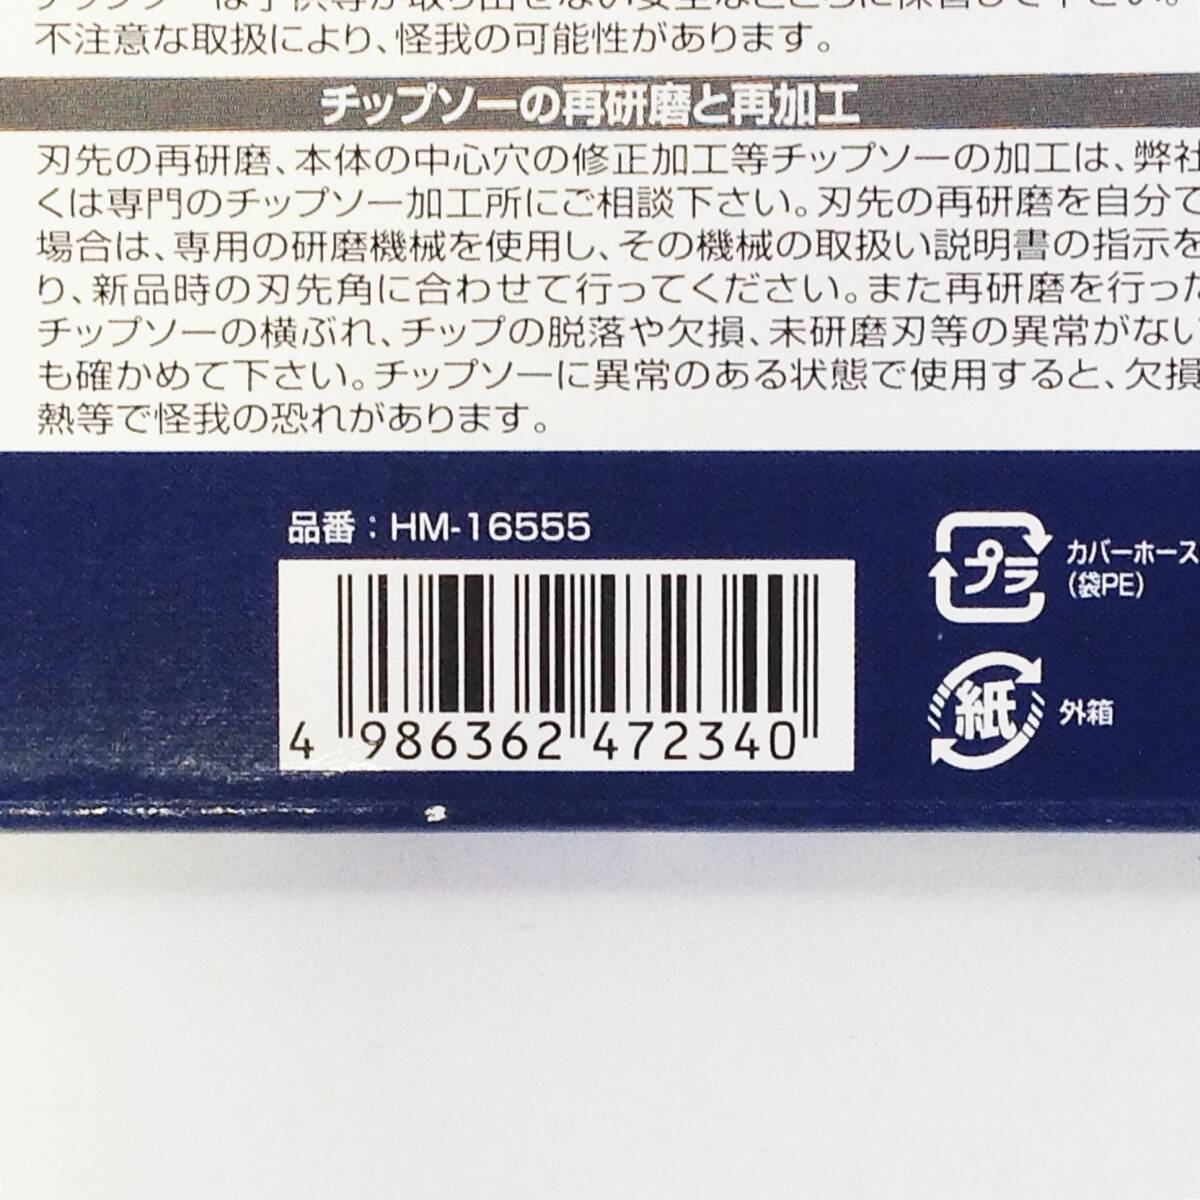 不注意な取扱により、怪我の可能性があります。
チップソーの再研磨と再加工
刃先の再研磨、本体の中心穴の修正加工等チップソーの加工は、弊社
くは専門のチップソー加工所にご相談下さい。刃先の再研磨を自分で
場合は、専用の研磨機械を使用し、その機械の取扱い説明書の指示を
り、新品時の刃先角に合わせて行ってください。また再研磨を行った
チップソーの横ぶれ、チップの脱落や欠損、未研磨刃等の異常がない
も確かめて下さい。チップソーに異常のある状態で使用すると、欠損
熱等で怪我の恐れがあります。
品番：HM-16555
4 986362 472340
プラ
カバーホース
(袋PE)
紙
外箱